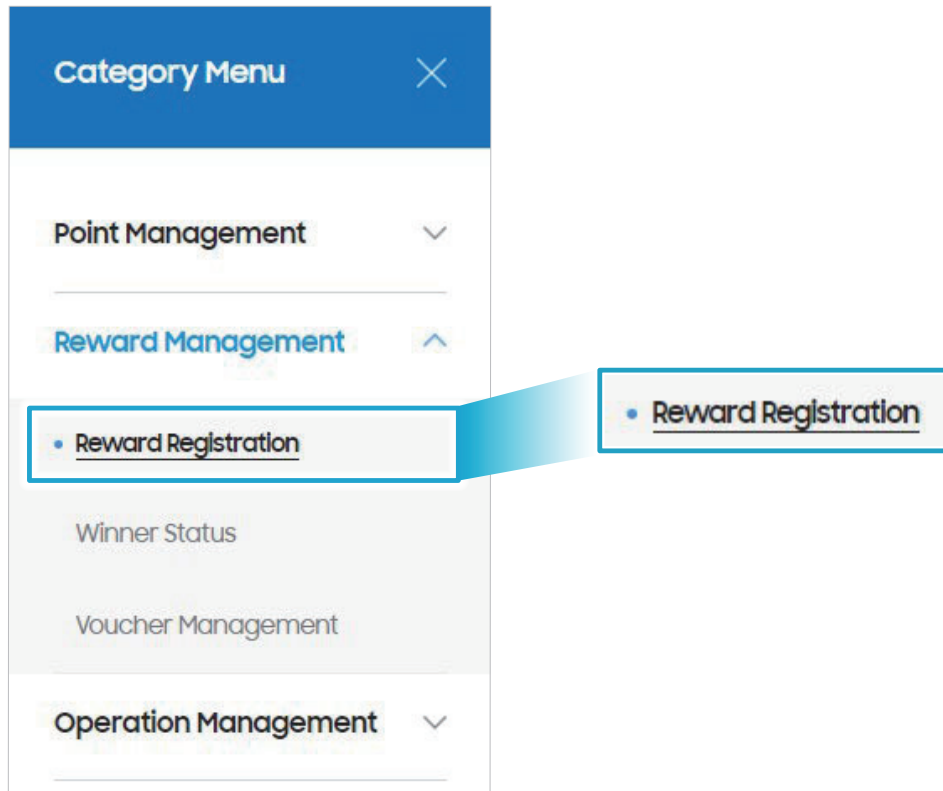 Category Menu
Point Management
Reward Management
• Reward Registration
• Reward Registration
Winner Status
Voucher Management
Operation Management